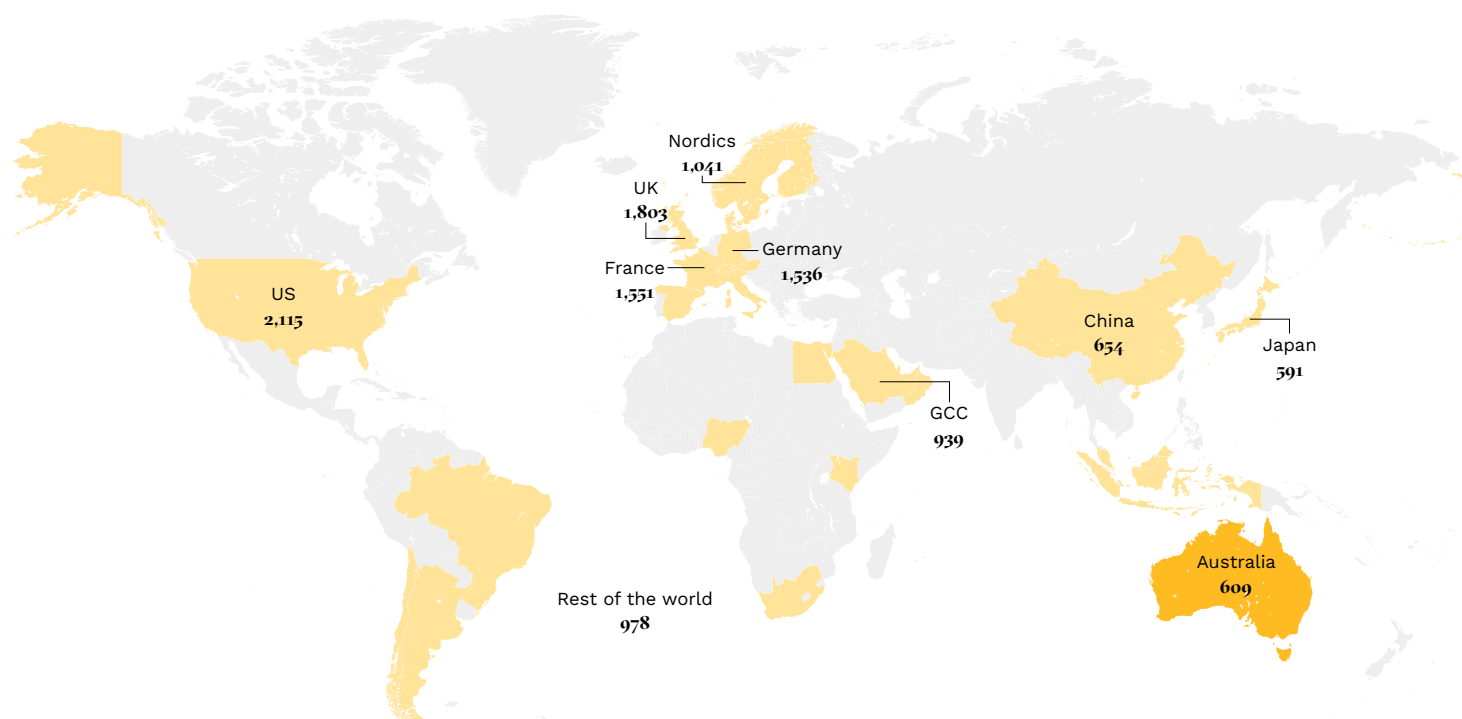 Nordics
1,041
UK
1,803
Germany
1,536
France
1,551
US
2,115
China
654
Japan
591
GCC
939
Australia
609
Rest of the world
978